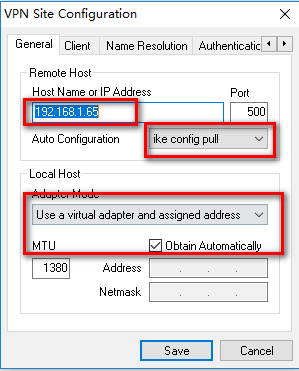 VPN Site Configuration
General Client Name Resolution Authenticatio
Remote Host
Host Name or IP Address Port
192.168.1.65 500
Auto Configuration ike config pull
Local Host
Adapter Mode
Use a virtual adapter and assigned address
MTU Obtain Automatically
1380 Address . . .
Netmask . . .
Save Cancel